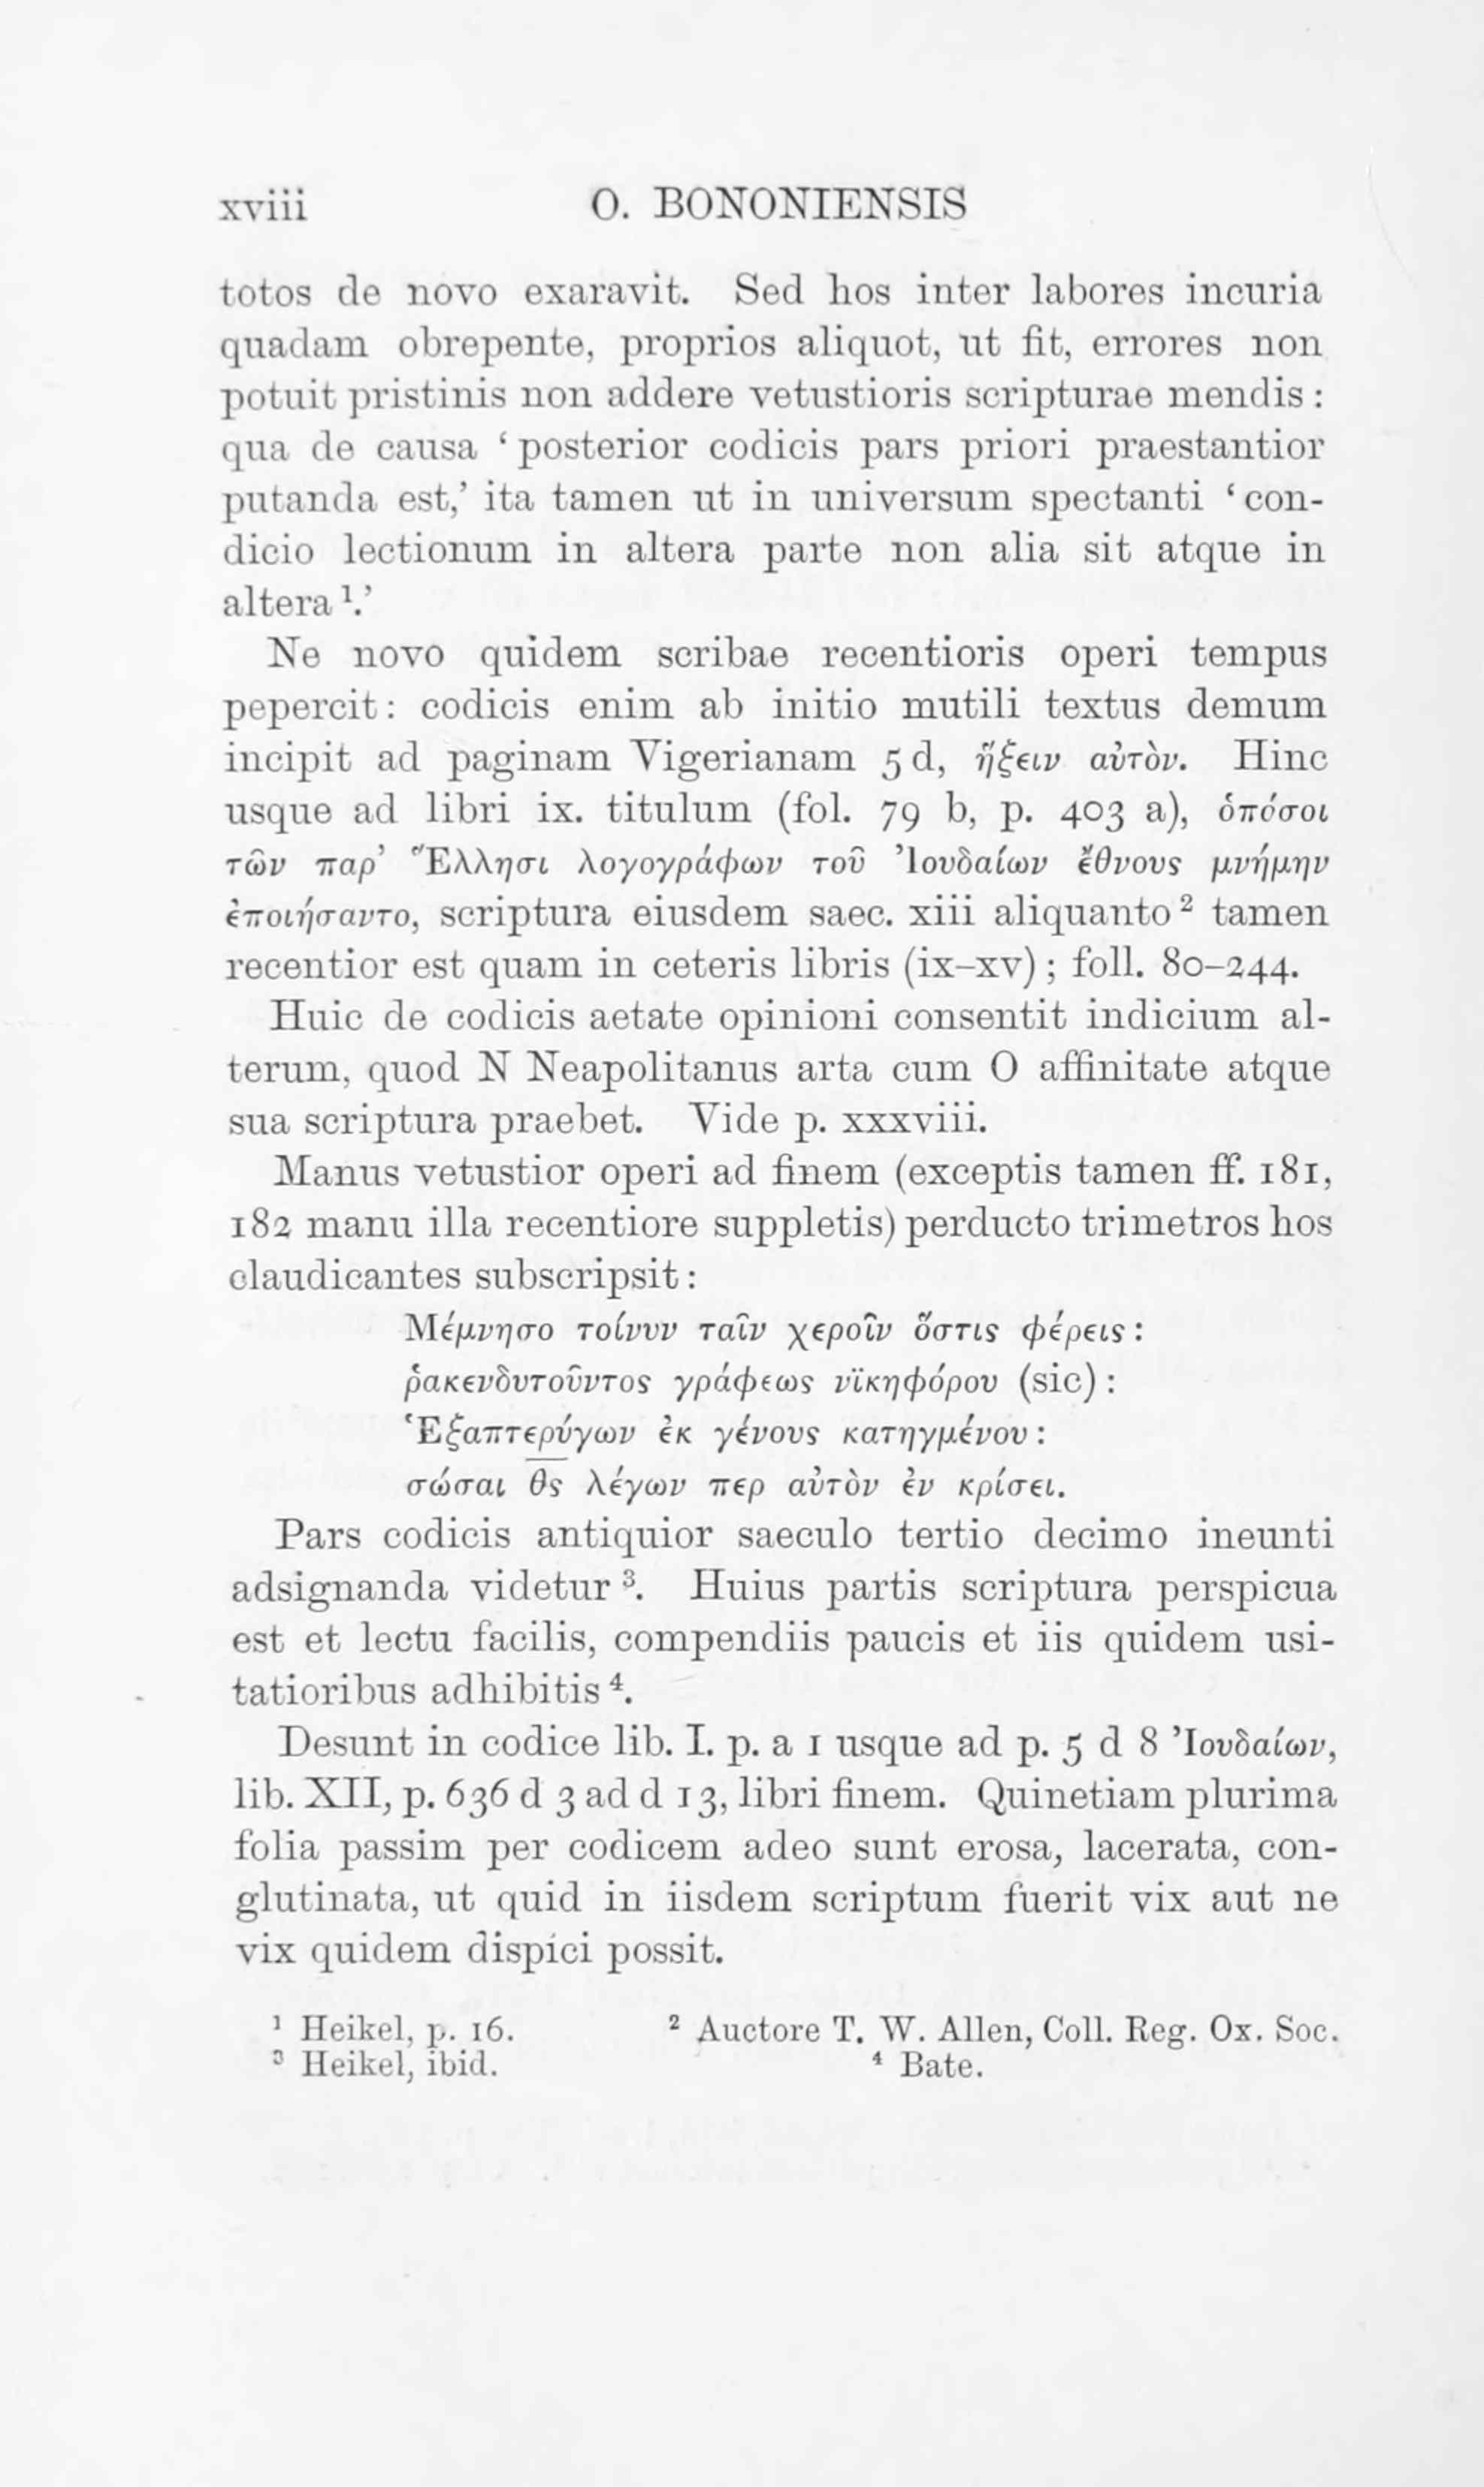 xviii O. BONONIENSIS
totos de novo exaravit. Sed hos inter labores incuria
quadam obrepente, proprios aliquot, ut fit, errores non
potuit pristinis non addere vetustioris scripturae mendis :
qua de causa ‘ posterior codicis pars priori praestantior
putanda est,’ ita tamen ut in universum spectanti ‘ con-
dicio lectionum in altera parte non alia sit atque in
altera ¹.’
Ne novo quidem scribae recentioris operi tempus
pepercit : codicis enim ab initio mutili textus demum
incipit ad paginam Vigerianam 5 d, ἥξειν αὐτὸν. Hinc
usque ad libri ix. titulum (fol. 79 b, p. 403 a), ὁπόσοι
τῶν παρ’ Ἕλλησι λογογράφων τοῦ Ἰουδαίων ἔθνους μνήμην
ἐποιήσαντο, scriptura eiusdem saec. xiii aliquanto ² tamen
recentior est quam in ceteris libris (ix–xv) ; foll. 80–244.
Huic de codicis aetate opinioni consentit indicium al-
terum, quod N Neapolitanus arta cum O affinitate atque
sua scriptura praebet. Vide p. xxxviii.
Manus vetustior operi ad finem (exceptis tamen ff. 181,
182 manu illa recentiore suppletis) perducto trimetros hos
claudicantes subscripsit :
Μέμνησο τοίνυν ταῖν χεροῖν ὅστις φέρεις :
ῥακενδυτοῦντος γράφεως νϊκηφόρου (sic) :
Ἑξαπτερύγων ἐκ γένους κατηγμένου :
σώσαι θ̅ς̅ λέγων περ αὐτὸν ἐν κρίσει.
Pars codicis antiquior saeculo tertio decimo ineunti
adsignanda videtur ³. Huius partis scriptura perspicua
est et lectu facilis, compendiis paucis et iis quidem usi-
tatioribus adhibitis ⁴.
Desunt in codice lib. I. p. a 1 usque ad p. 5 d 8 Ἰουδαίων,
lib. XII, p. 636 d 3 ad d 13, libri finem. Quinetiam plurima
folia passim per codicem adeo sunt erosa, lacerata, con-
glutinata, ut quid in iisdem scriptum fuerit vix aut ne
vix quidem dispici possit.
¹ Heikel, p. 16. ² Auctore T. W. Allen, Coll. Reg. Ox. Soc.
³ Heikel, ibid. ⁴ Bate.